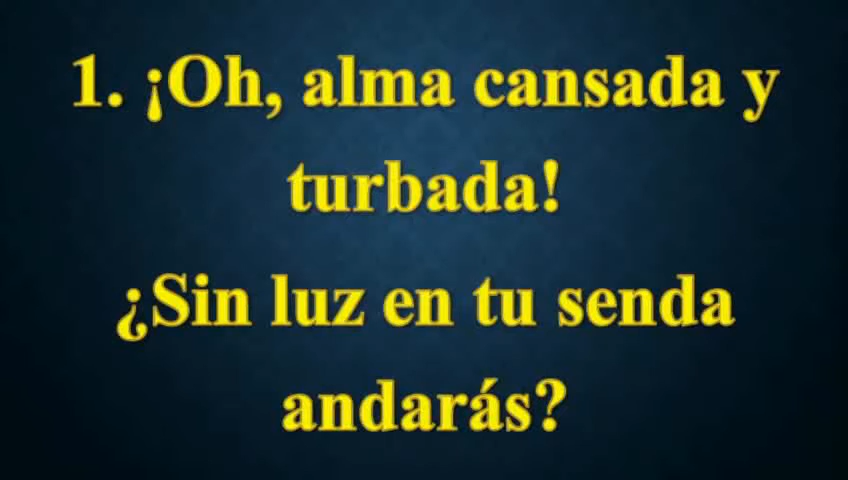 1. ¡Oh, alma cansada y
turbada!
¿Sin luz en tu senda
andarás?